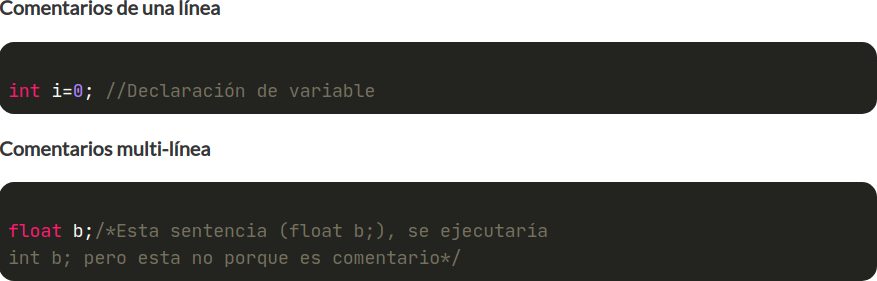 Comentarios de una línea
int i=0; //Declaración de variable
Comentarios multi-línea
float b;/*Esta sentencia (float b;), se ejecutaría
int b; pero esta no porque es comentario*/